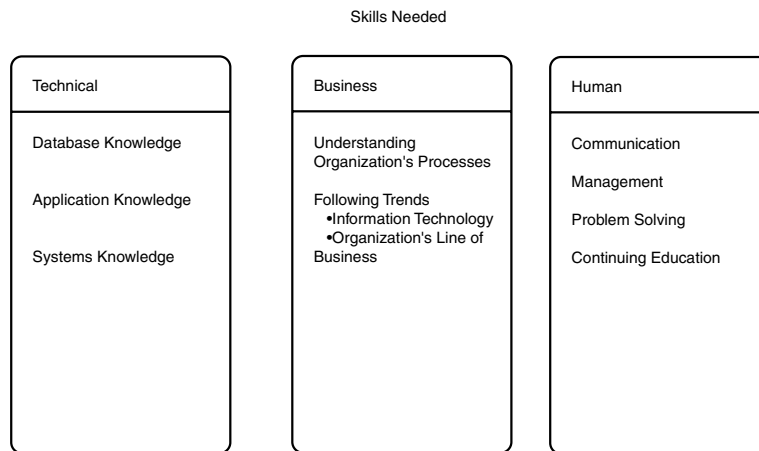 Skills Needed
Technical
Database Knowledge
Application Knowledge
Systems Knowledge
Business
Understanding
Organization's Processes
Following Trends
•Information Technology
•Organization's Line of
Business
Human
Communication
Management
Problem Solving
Continuing Education